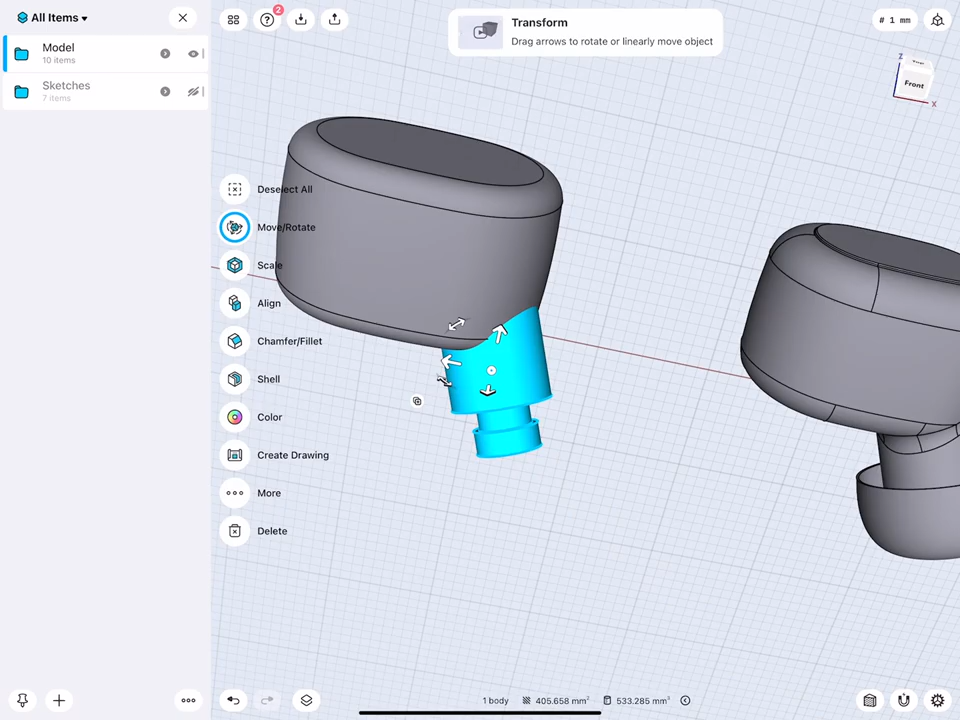 All Items ▾
Model
10 items
Sketches
7 items
2
Transform
Drag arrows to rotate or linearly move object
# 1 mm
Top
Front
Z
X
Deselect All
Move/Rotate
Scale
Align
Chamfer/Fillet
Shell
Color
Create Drawing
More
Delete
1 body 405.658 mm² 533.285 mm³